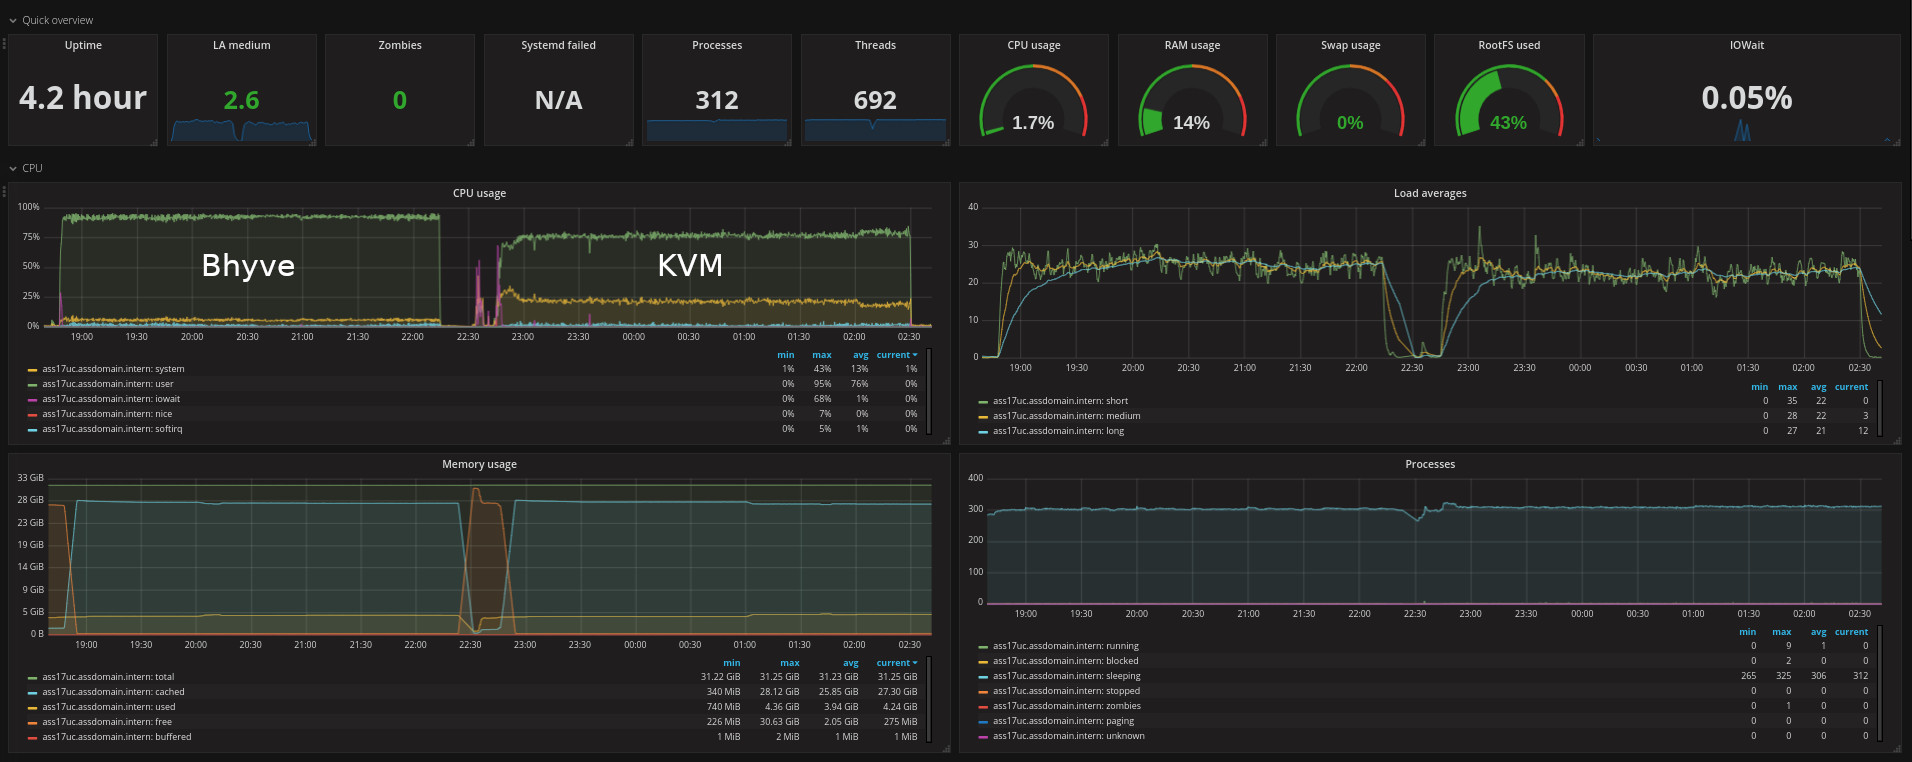 Quick overview
Uptime
4.2 hour
LA medium
2.6
Zombies
0
Systemd failed
N/A
Processes
312
Threads
692
CPU usage
1.7%
RAM usage
14%
Swap usage
0%
RootFS used
43%
IOWait
0.05%
CPU
CPU usage
100%
75%
50%
25%
0%
Bhyve
KVM
19:00 19:30 20:00 20:30 21:00 21:30 22:00 22:30 23:00 23:30 00:00 00:30 01:00 01:30 02:00 02:30
min max avg current
ass17uc.assdomain.intern: system 1% 43% 13% 1%
ass17uc.assdomain.intern: user 0% 95% 76% 0%
ass17uc.assdomain.intern: iowait 0% 68% 1% 0%
ass17uc.assdomain.intern: nice 0% 7% 0% 0%
ass17uc.assdomain.intern: softirq 0% 5% 1% 0%
Load averages
40
30
20
10
0
19:00 19:30 20:00 20:30 21:00 21:30 22:00 22:30 23:00 23:30 00:00 00:30 01:00 01:30 02:00 02:30
min max avg current
ass17uc.assdomain.intern: short 0 35 22 0
ass17uc.assdomain.intern: medium 0 28 22 3
ass17uc.assdomain.intern: long 0 27 21 12
Memory usage
33 GiB
28 GiB
23 GiB
19 GiB
14 GiB
9 GiB
5 GiB
0 B
19:00 19:30 20:00 20:30 21:00 21:30 22:00 22:30 23:00 23:30 00:00 00:30 01:00 01:30 02:00 02:30
min max avg current
ass17uc.assdomain.intern: total 31.22 GiB 31.25 GiB 31.23 GiB 31.25 GiB
ass17uc.assdomain.intern: cached 340 MiB 28.12 GiB 25.85 GiB 27.30 GiB
ass17uc.assdomain.intern: used 740 MiB 4.36 GiB 3.94 GiB 4.24 GiB
ass17uc.assdomain.intern: free 226 MiB 30.63 GiB 2.05 GiB 275 MiB
ass17uc.assdomain.intern: buffered 1 MiB 2 MiB 1 MiB 1 MiB
Processes
400
300
200
100
0
19:00 19:30 20:00 20:30 21:00 21:30 22:00 22:30 23:00 23:30 00:00 00:30 01:00 01:30 02:00 02:30
min max avg current
ass17uc.assdomain.intern: running 0 9 1 0
ass17uc.assdomain.intern: blocked 0 2 0 0
ass17uc.assdomain.intern: sleeping 265 325 306 312
ass17uc.assdomain.intern: stopped 0 0 0 0
ass17uc.assdomain.intern: zombies 0 1 0 0
ass17uc.assdomain.intern: paging 0 0 0 0
ass17uc.assdomain.intern: unknown 0 0 0 0